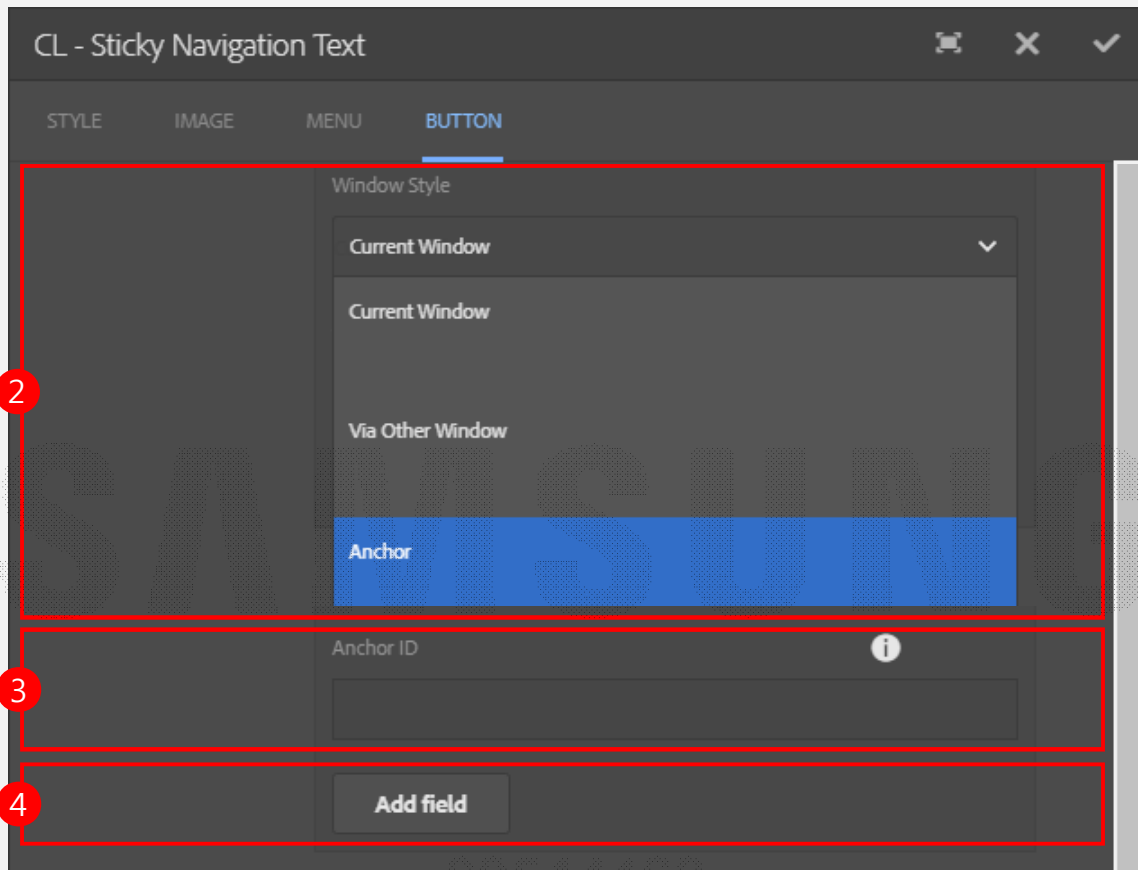 CL - Sticky Navigation Text
STYLE IMAGE MENU BUTTON
Window Style
Current Window
Current Window
2
Via Other Window
SAMSUNG
Anchor
Anchor ID
3
4
Add field